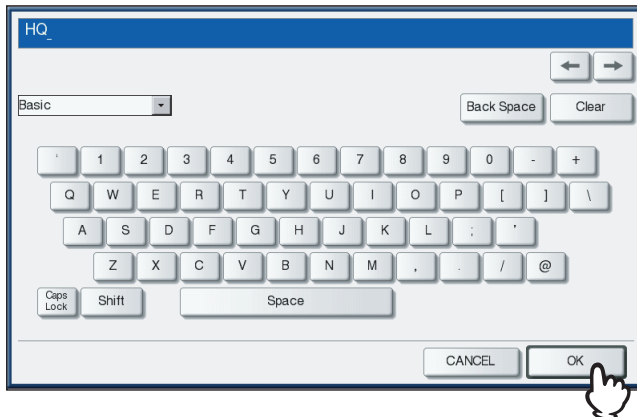 HQ_
Basic
Back Space Clear
` 1 2 3 4 5 6 7 8 9 0 - +
Q W E R T Y U I O P [ ] \
A S D F G H J K L ; '
Z X C V B N M , . / @
Caps Lock Shift Space
CANCEL OK